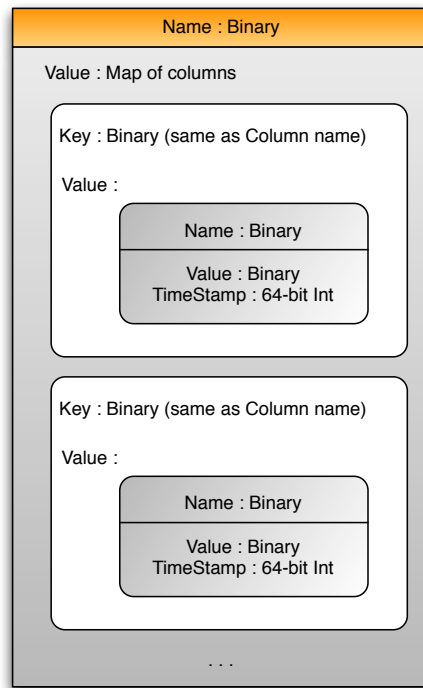 Name : Binary
Value : Map of columns
Key : Binary (same as Column name)
Value :
Name : Binary
Value : Binary
TimeStamp : 64-bit Int
Key : Binary (same as Column name)
Value :
Name : Binary
Value : Binary
TimeStamp : 64-bit Int
. . .